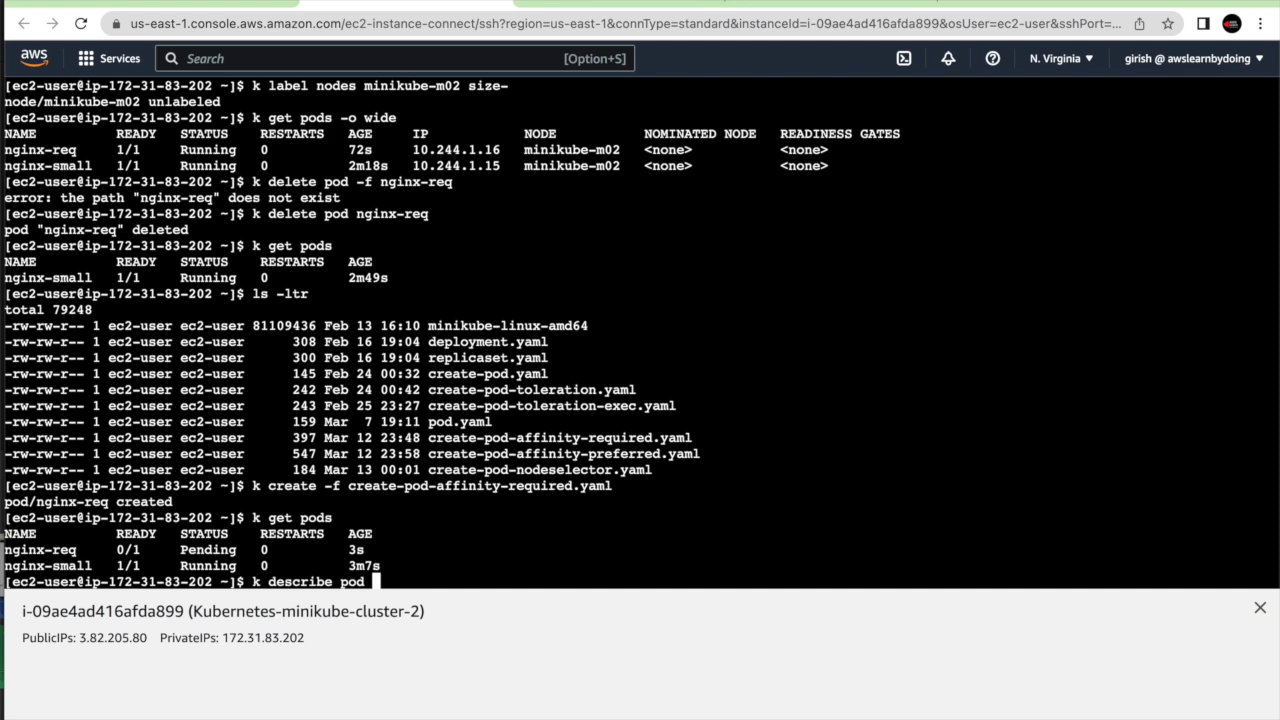 us-east-1.console.aws.amazon.com/ec2-instance-connect/ssh?region=us-east-1&connType=standard&instanceId=i-09ae4ad416afda899&osUser=ec2-user&sshPort=...
aws Services Search [Option+S] N. Virginia girish @ awslearnbydoing
[ec2-user@ip-172-31-83-202 ~]$ k label nodes minikube-m02 size-
node/minikube-m02 unlabeled
[ec2-user@ip-172-31-83-202 ~]$ k get pods -o wide
NAME READY STATUS RESTARTS AGE IP NODE NOMINATED NODE READINESS GATES
nginx-req 1/1 Running 0 72s 10.244.1.16 minikube-m02 <none> <none>
nginx-small 1/1 Running 0 2m18s 10.244.1.15 minikube-m02 <none> <none>
[ec2-user@ip-172-31-83-202 ~]$ k delete pod -f nginx-req
error: the path "nginx-req" does not exist
[ec2-user@ip-172-31-83-202 ~]$ k delete pod nginx-req
pod "nginx-req" deleted
[ec2-user@ip-172-31-83-202 ~]$ k get pods
NAME READY STATUS RESTARTS AGE
nginx-small 1/1 Running 0 2m49s
[ec2-user@ip-172-31-83-202 ~]$ ls -ltr
total 79248
-rw-rw-r-- 1 ec2-user ec2-user 81109436 Feb 13 16:10 minikube-linux-amd64
-rw-rw-r-- 1 ec2-user ec2-user 308 Feb 16 19:04 deployment.yaml
-rw-rw-r-- 1 ec2-user ec2-user 300 Feb 16 19:04 replicaset.yaml
-rw-rw-r-- 1 ec2-user ec2-user 145 Feb 24 00:32 create-pod.yaml
-rw-rw-r-- 1 ec2-user ec2-user 242 Feb 24 00:42 create-pod-toleration.yaml
-rw-rw-r-- 1 ec2-user ec2-user 243 Feb 25 23:27 create-pod-toleration-exec.yaml
-rw-rw-r-- 1 ec2-user ec2-user 159 Mar 7 19:11 pod.yaml
-rw-rw-r-- 1 ec2-user ec2-user 397 Mar 12 23:48 create-pod-affinity-required.yaml
-rw-rw-r-- 1 ec2-user ec2-user 547 Mar 12 23:58 create-pod-affinity-preferred.yaml
-rw-rw-r-- 1 ec2-user ec2-user 184 Mar 13 00:01 create-pod-nodeselector.yaml
[ec2-user@ip-172-31-83-202 ~]$ k create -f create-pod-affinity-required.yaml
pod/nginx-req created
[ec2-user@ip-172-31-83-202 ~]$ k get pods
NAME READY STATUS RESTARTS AGE
nginx-req 0/1 Pending 0 3s
nginx-small 1/1 Running 0 3m7s
[ec2-user@ip-172-31-83-202 ~]$ k describe pod
i-09ae4ad416afda899 (Kubernetes-minikube-cluster-2)
PublicIPs: 3.82.205.80 PrivateIPs: 172.31.83.202